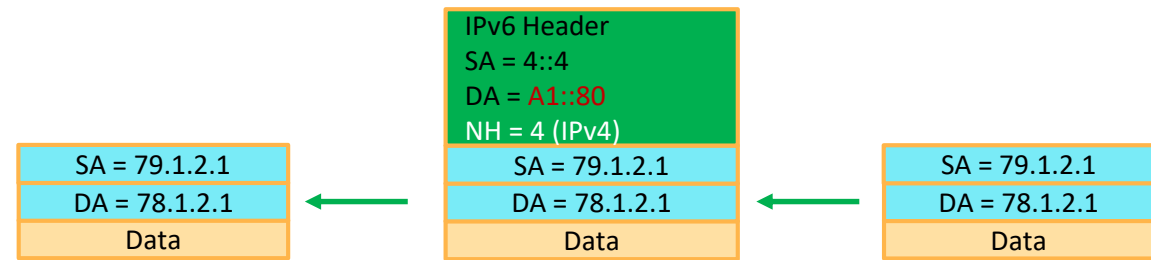 IPv6 Header
SA = 4::4
DA = A1::80
NH = 4 (IPv4)
SA = 79.1.2.1
DA = 78.1.2.1
Data
SA = 79.1.2.1
DA = 78.1.2.1
Data
SA = 79.1.2.1
DA = 78.1.2.1
Data